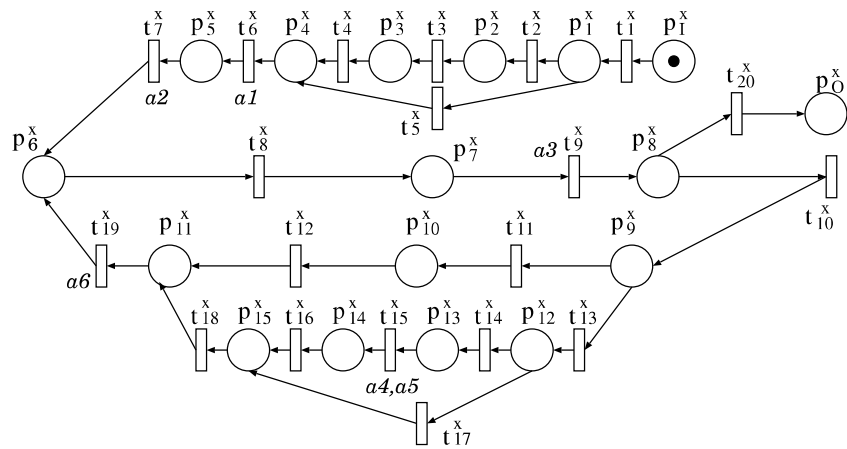 t₇ˣ p₅ˣ t₆ˣ p₄ˣ t₄ˣ p₃ˣ t₃ˣ p₂ˣ t₂ˣ p₁ˣ t₁ˣ p₁ˣ
a2 a1
t₅ˣ
t₂₀ˣ p_Oˣ
p₆ˣ t₈ˣ p₇ˣ a3 t₉ˣ p₈ˣ
t₁₀ˣ
t₁₉ˣ p₁₁ˣ t₁₂ˣ p₁₀ˣ t₁₁ˣ p₉ˣ
a6
t₁₈ˣ p₁₅ˣ t₁₆ˣ p₁₄ˣ t₁₅ˣ p₁₃ˣ t₁₄ˣ p₁₂ˣ t₁₃ˣ
a4,a5
t₁₇ˣ